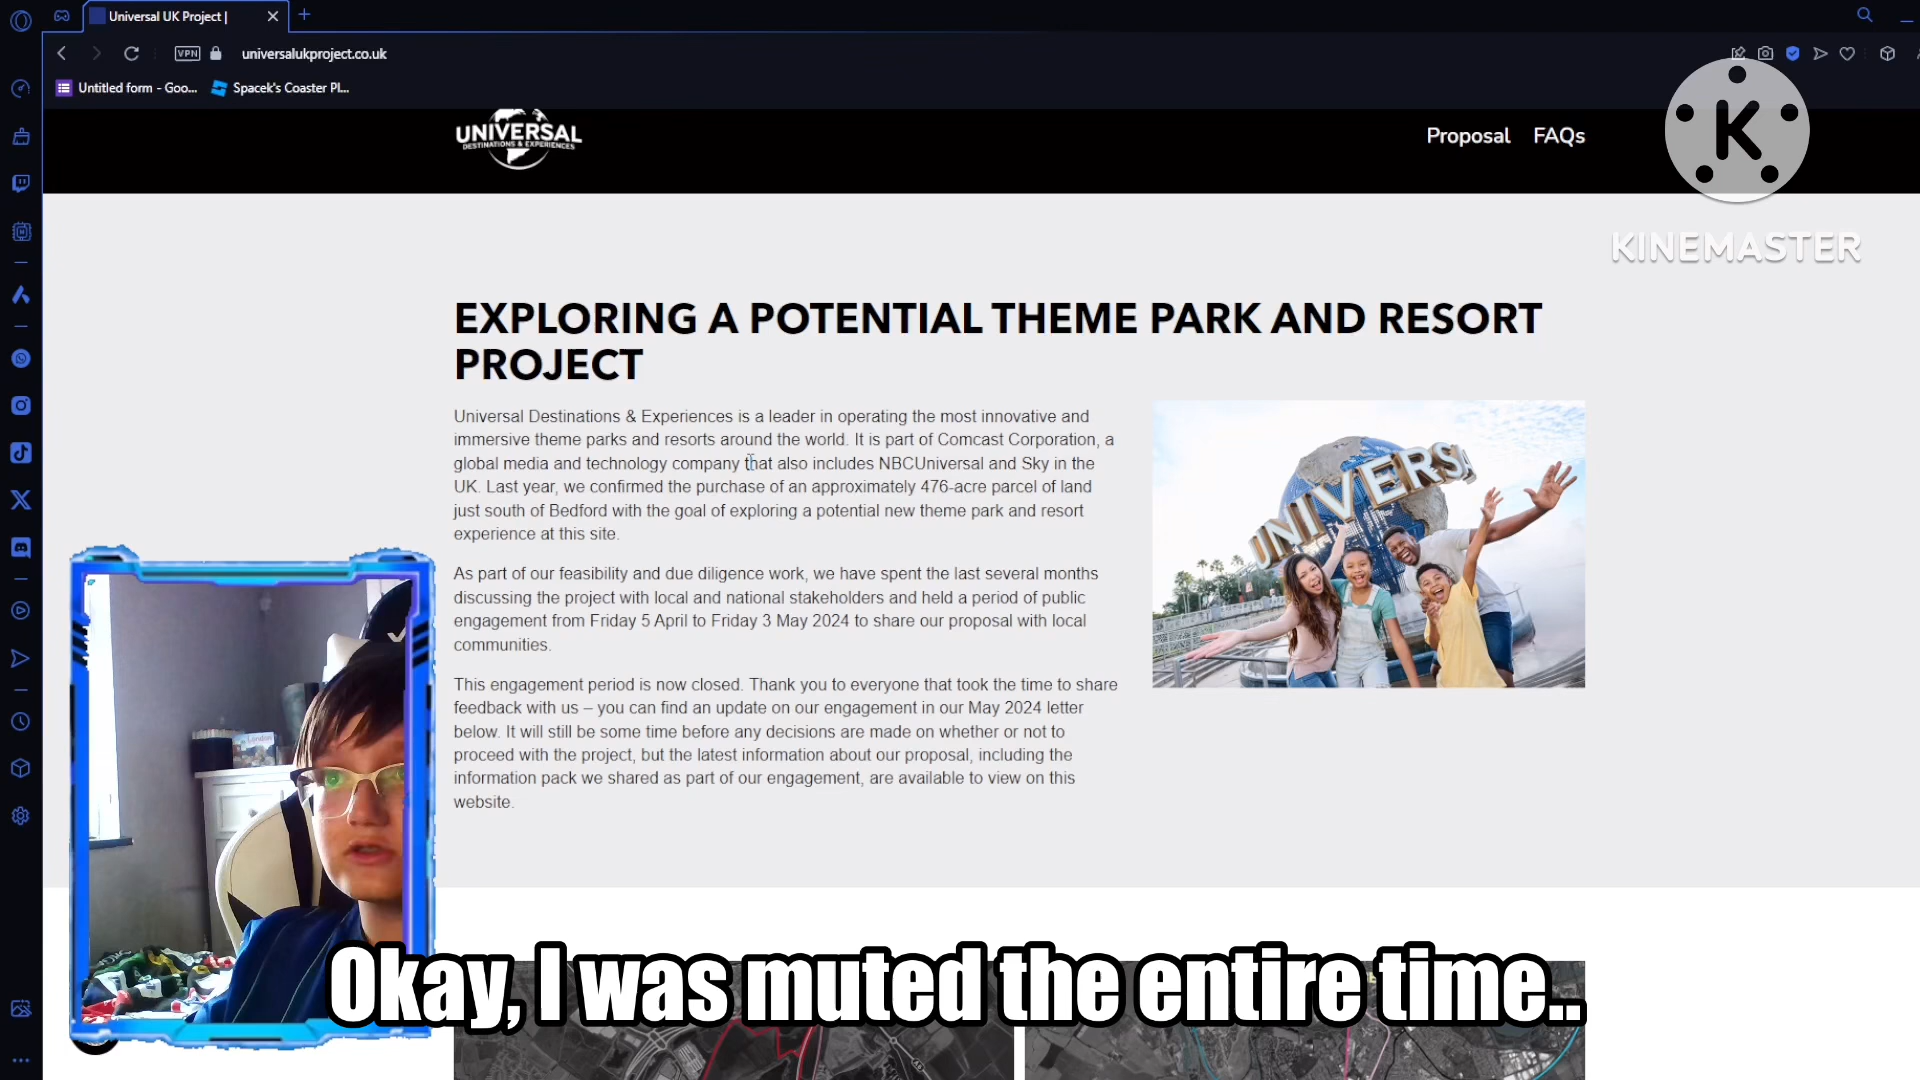 Universal UK Project |
VPN
universalukproject.co.uk
Untitled form - Goo...
Spacek's Coaster Pl...
UNIVERSAL
DESTINATIONS & EXPERIENCES
Proposal
FAQs
K
KINEMASTER
EXPLORING A POTENTIAL THEME PARK AND RESORT
PROJECT
Universal Destinations & Experiences is a leader in operating the most innovative and
immersive theme parks and resorts around the world. It is part of Comcast Corporation, a
global media and technology company that also includes NBCUniversal and Sky in the
UK. Last year, we confirmed the purchase of an approximately 476-acre parcel of land
just south of Bedford with the goal of exploring a potential new theme park and resort
experience at this site.
As part of our feasibility and due diligence work, we have spent the last several months
discussing the project with local and national stakeholders and held a period of public
engagement from Friday 5 April to Friday 3 May 2024 to share our proposal with local
communities.
This engagement period is now closed. Thank you to everyone that took the time to share
feedback with us – you can find an update on our engagement in our May 2024 letter
below. It will still be some time before any decisions are made on whether or not to
proceed with the project, but the latest information about our proposal, including the
information pack we shared as part of our engagement, are available to view on this
website.
UNIVERSA
London
Okay, I was muted the entire time..